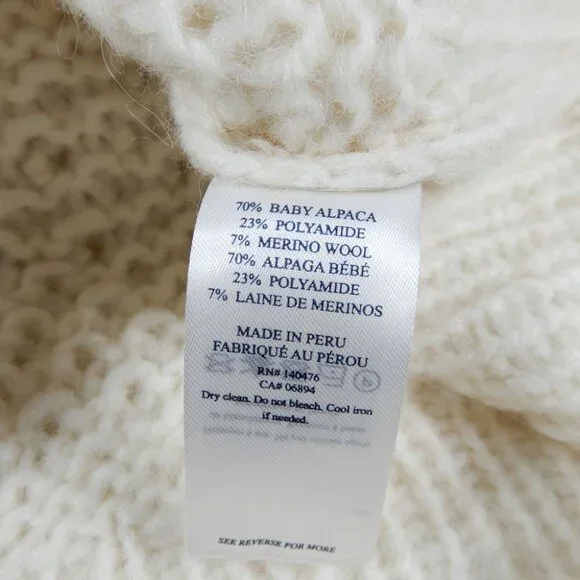 70% BABY ALPACA
23% POLYAMIDE
7% MERINO WOOL
70% ALPAGA BÉBÉ
23% POLYAMIDE
7% LAINE DE MERINOS
MADE IN PERU
FABRIQUÉ AU PÉROU
RN# 140476
CA# 06894
Dry clean. Do not bleach. Cool iron
if needed.
SEE REVERSE FOR MORE